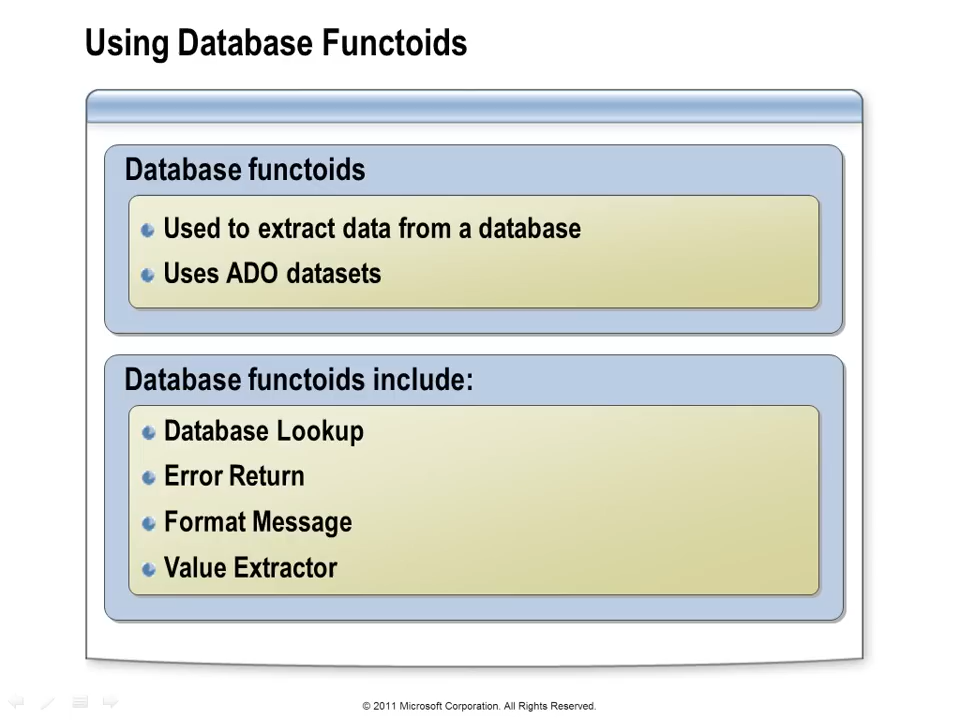 Using Database Functoids
Database functoids
Used to extract data from a database
Uses ADO datasets
Database functoids include:
Database Lookup
Error Return
Format Message
Value Extractor
© 2011 Microsoft Corporation. All Rights Reserved.